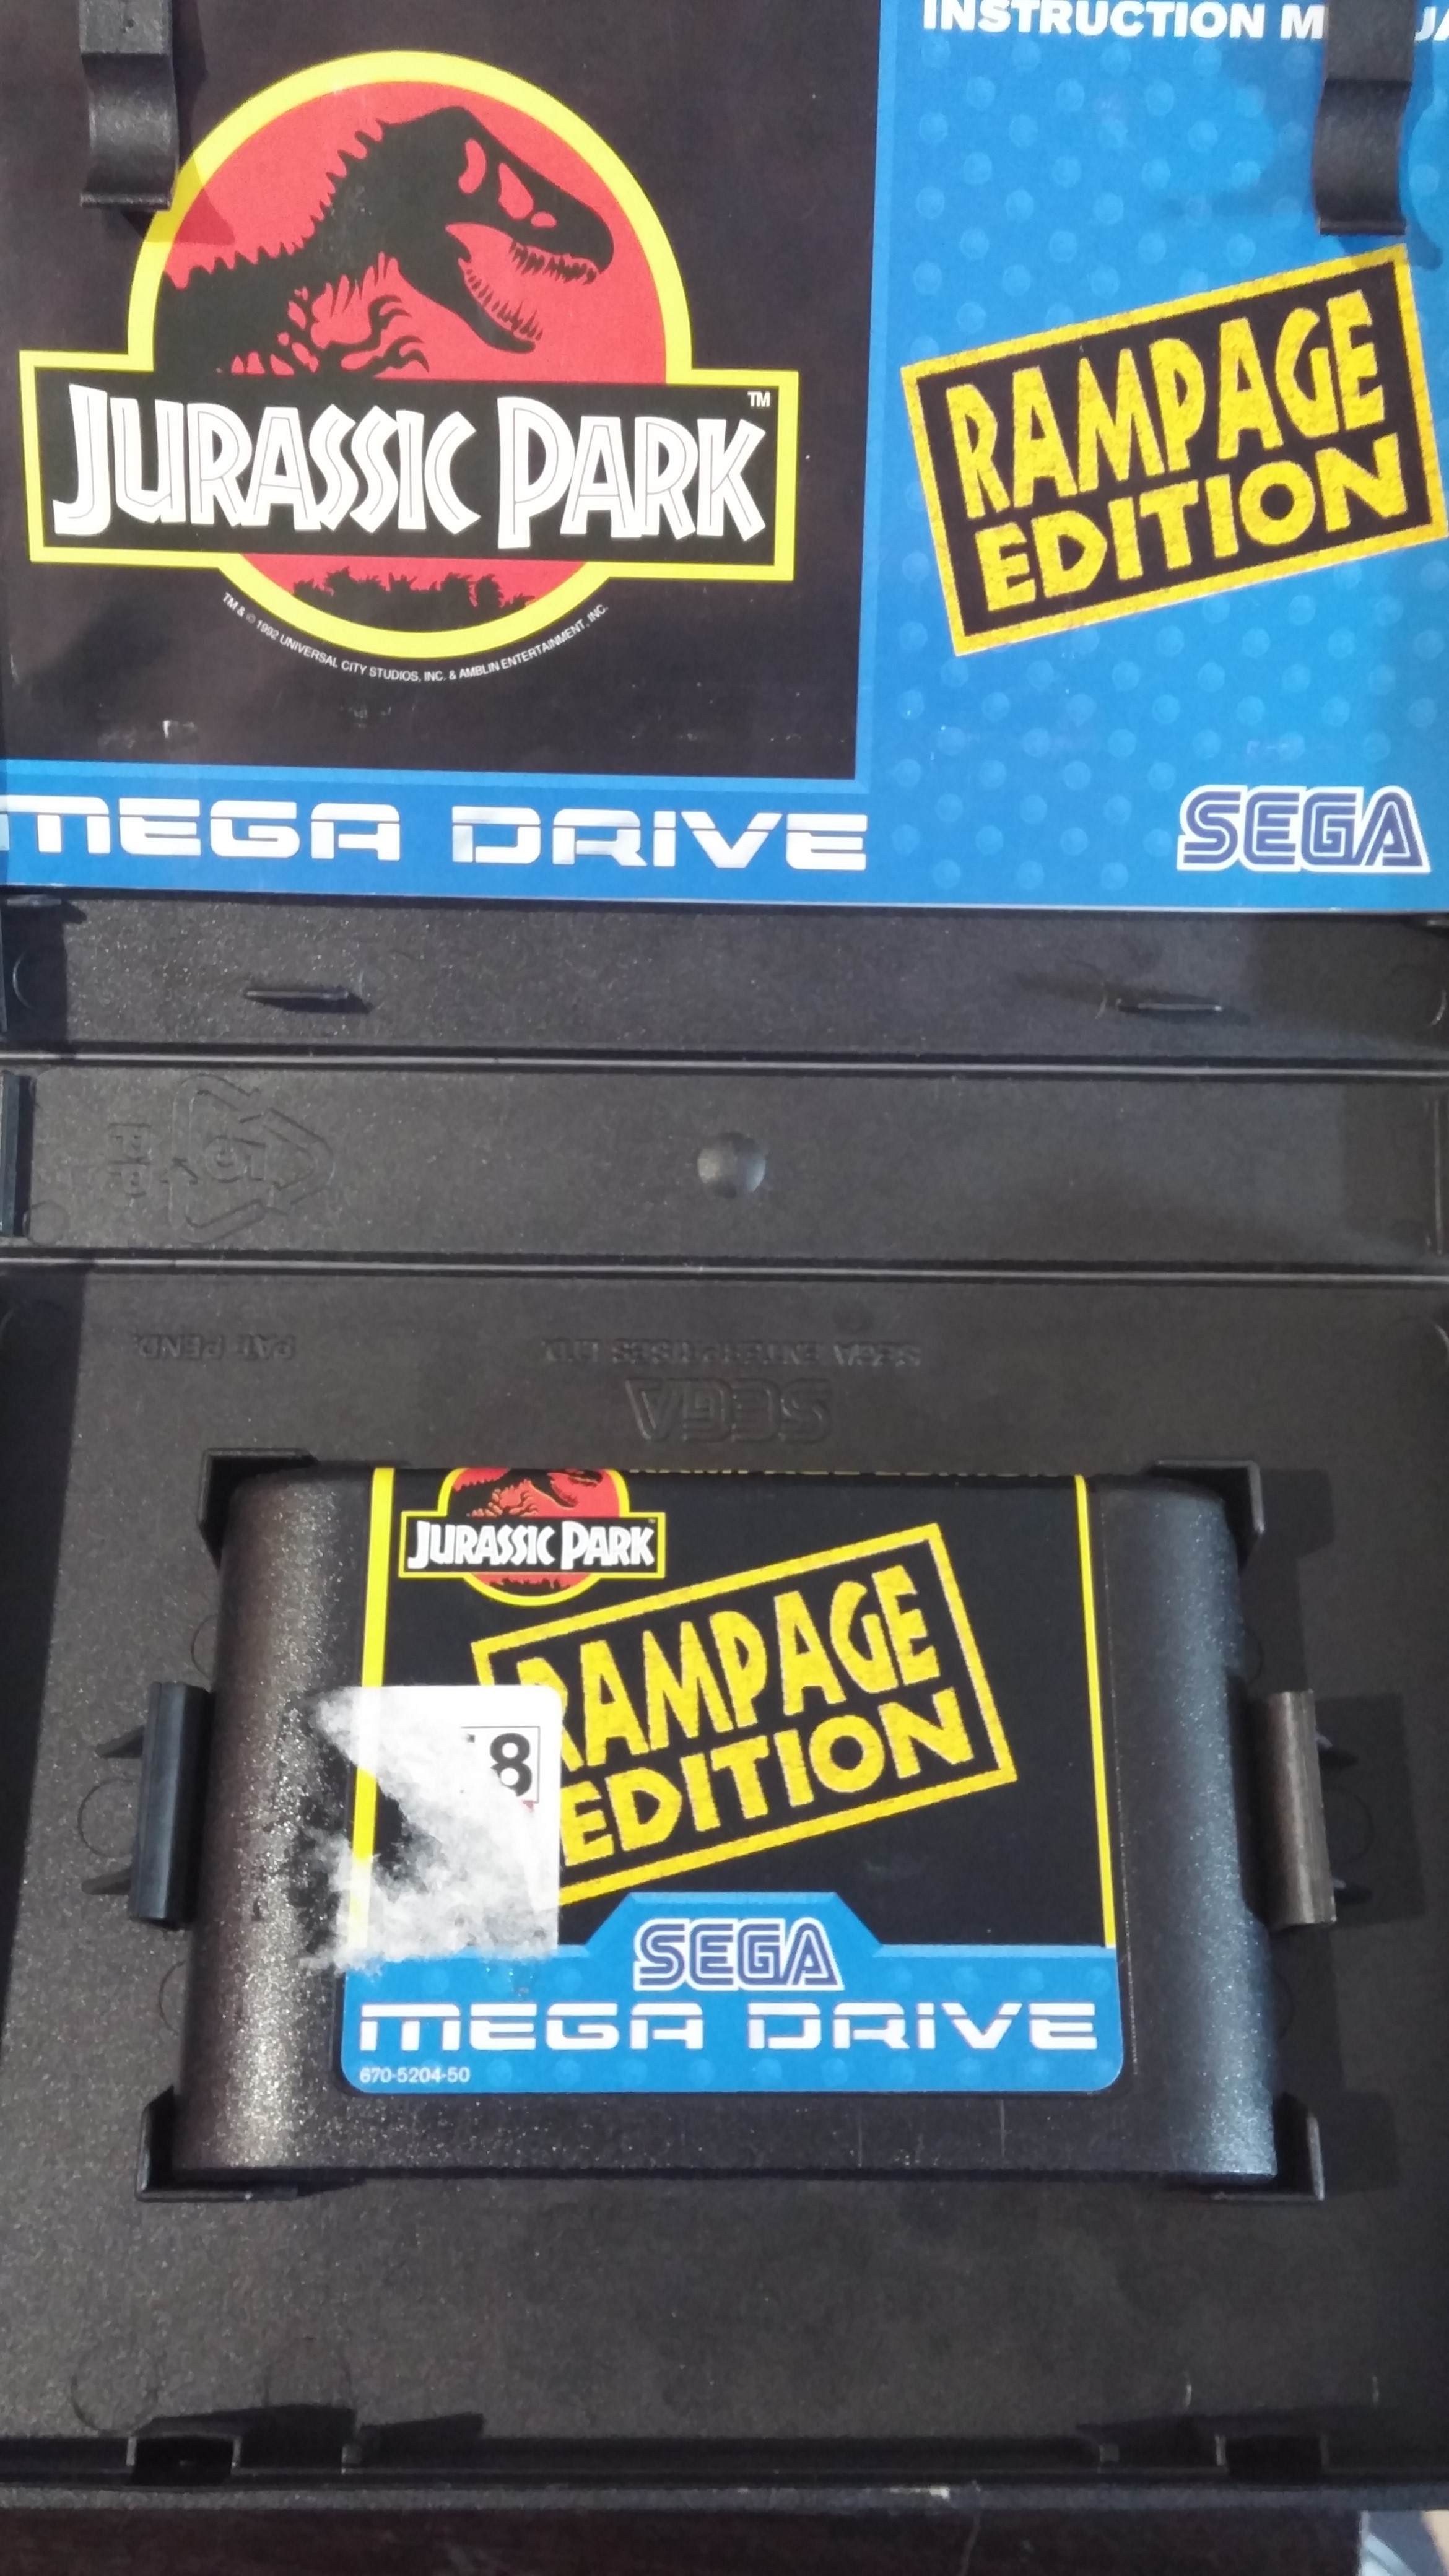 INSTRUCTION M
JURASSIC PARK
TM
TM & © 1992 UNIVERSAL CITY STUDIOS, INC. & AMBLIN ENTERTAINMENT, INC.
RAMPAGE
EDITION
MEGA DRIVE
SEGA
PAT. PEND.
SEGA ENTERPRISES LTD.
SEGA
JURASSIC PARK
RAMPAGE
EDITION
8
SEGA
MEGA DRIVE
670-5204-50